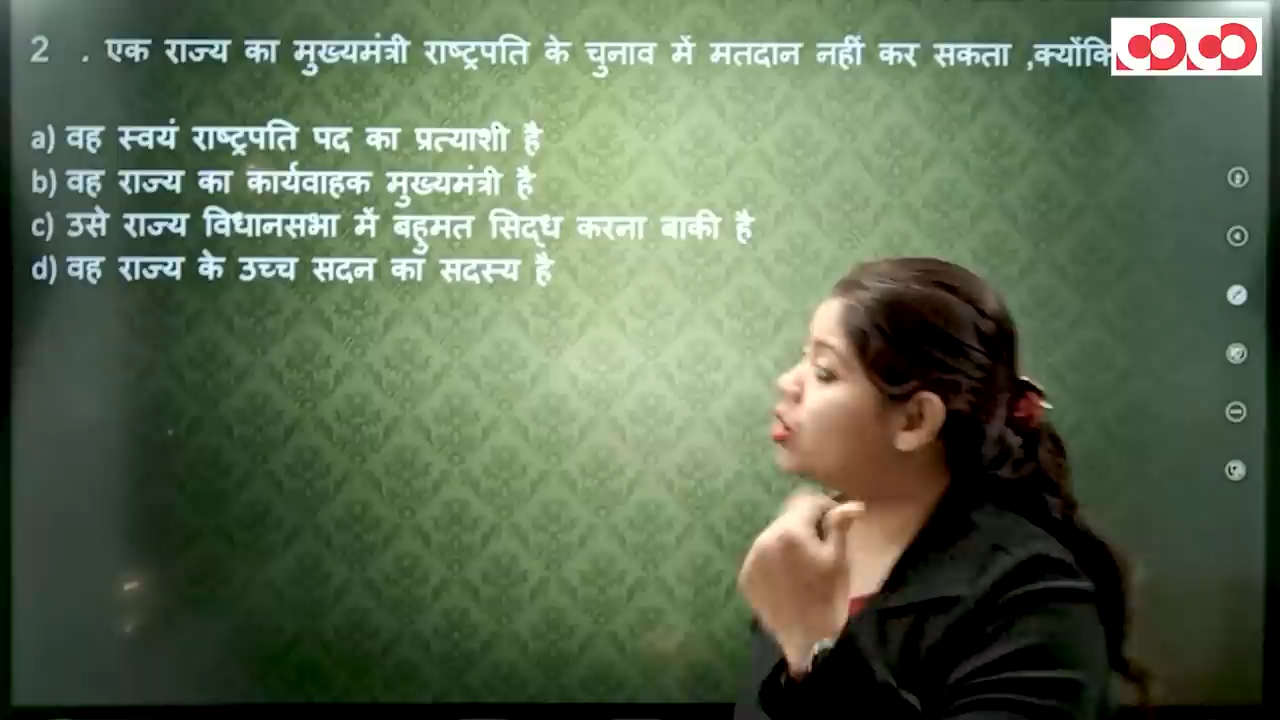 2 . एक राज्य का मुख्यमंत्री राष्ट्रपति के चुनाव में मतदान नहीं कर सकता ,क्योंकि
a) वह स्वयं राष्ट्रपति पद का प्रत्याशी है
b) वह राज्य का कार्यवाहक मुख्यमंत्री है
c) उसे राज्य विधानसभा में बहुमत सिद्ध करना बाकी है
d) वह राज्य के उच्च सदन का सदस्य है